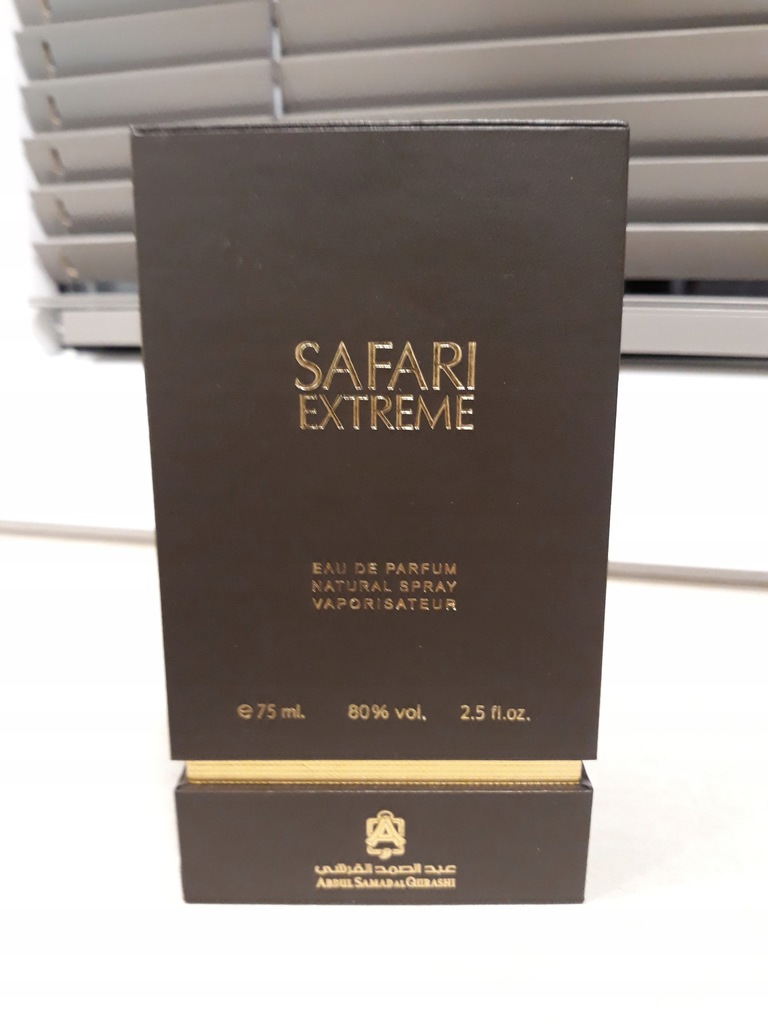 SAFARI
EXTREME
EAU DE PARFUM
NATURAL SPRAY
VAPORISATEUR
℮ 75 ml. 80% vol. 2.5 fl.oz.
عبد الصمد القرشي
ABDUL SAMAD AL QURASHI